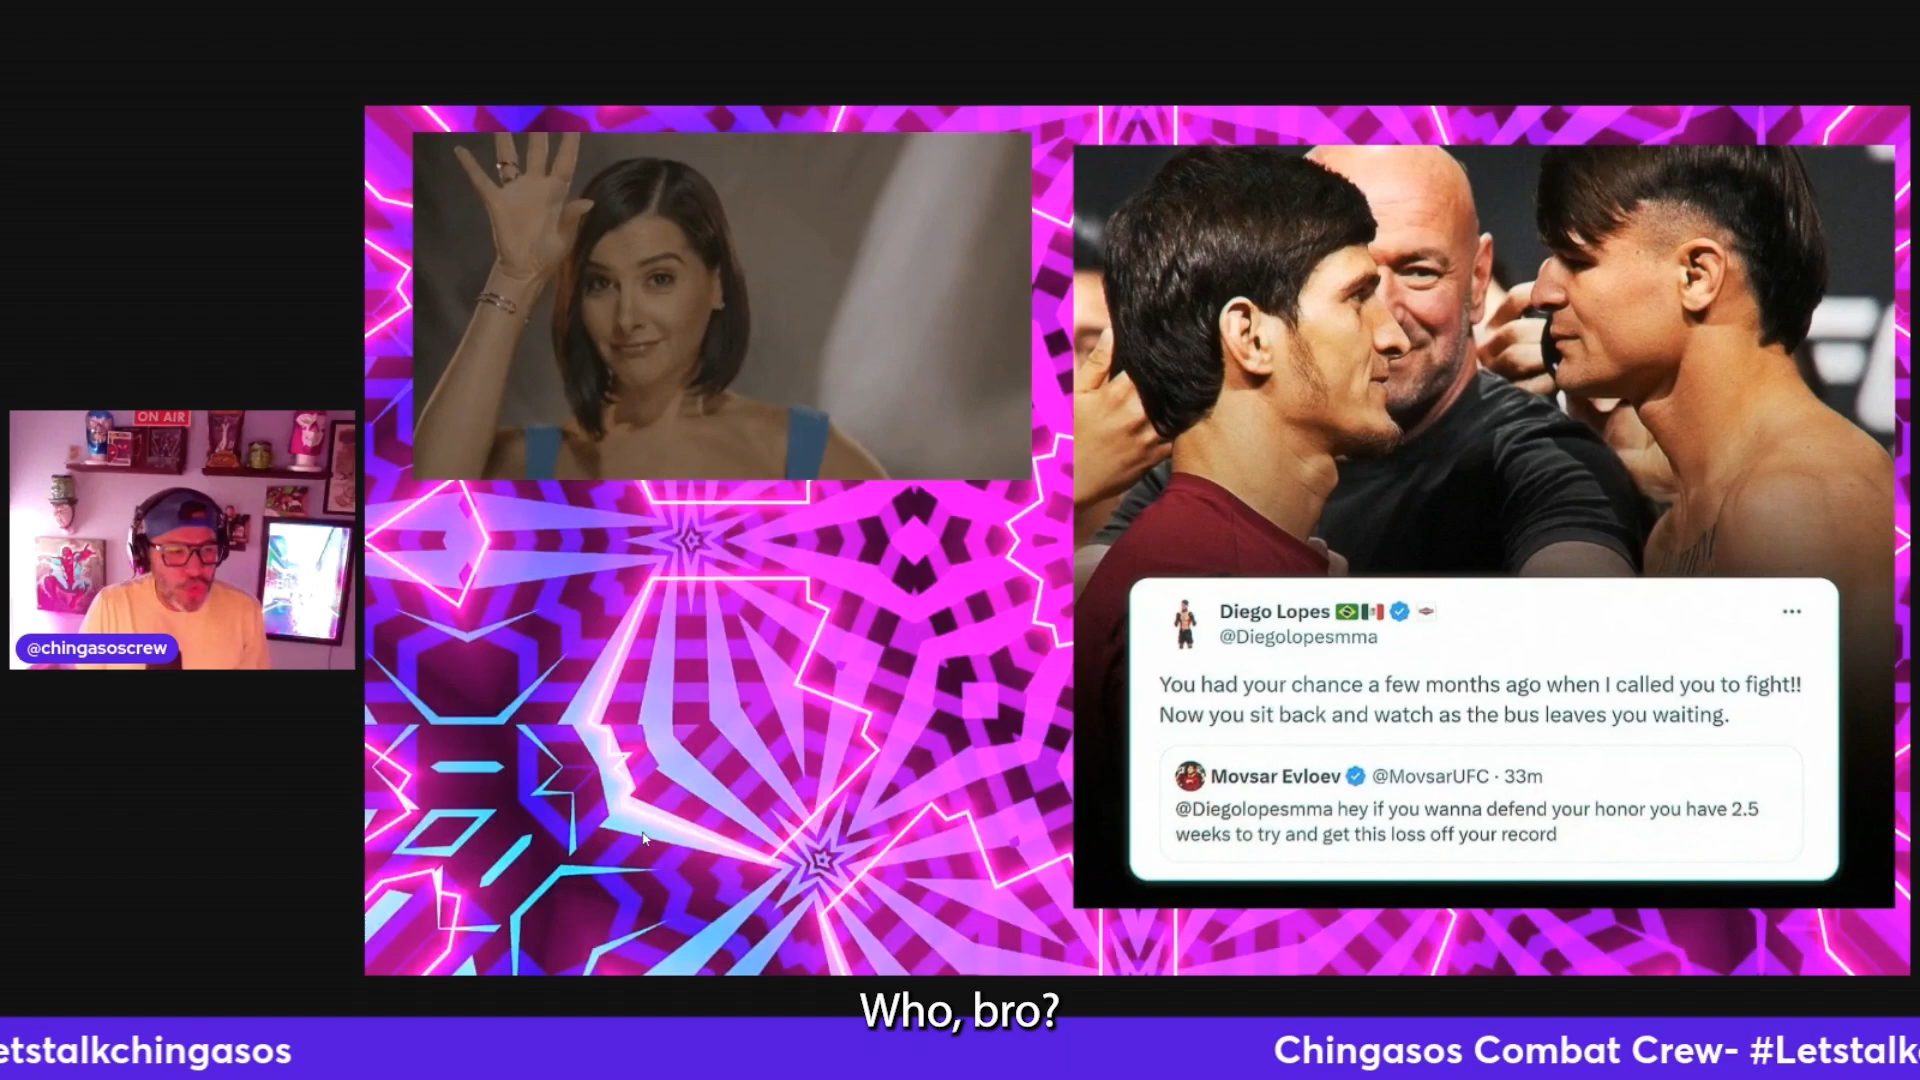 ON AIR
@chingasoscrew
Diego Lopes
@Diegolopesmma
You had your chance a few months ago when I called you to fight!!
Now you sit back and watch as the bus leaves you waiting.
Movsar Evloev @MovsarUFC · 33m
@Diegolopesmma hey if you wanna defend your honor you have 2.5
weeks to try and get this loss off your record
Who, bro?
etstalkchingasos
Chingasos Combat Crew- #Letstalk